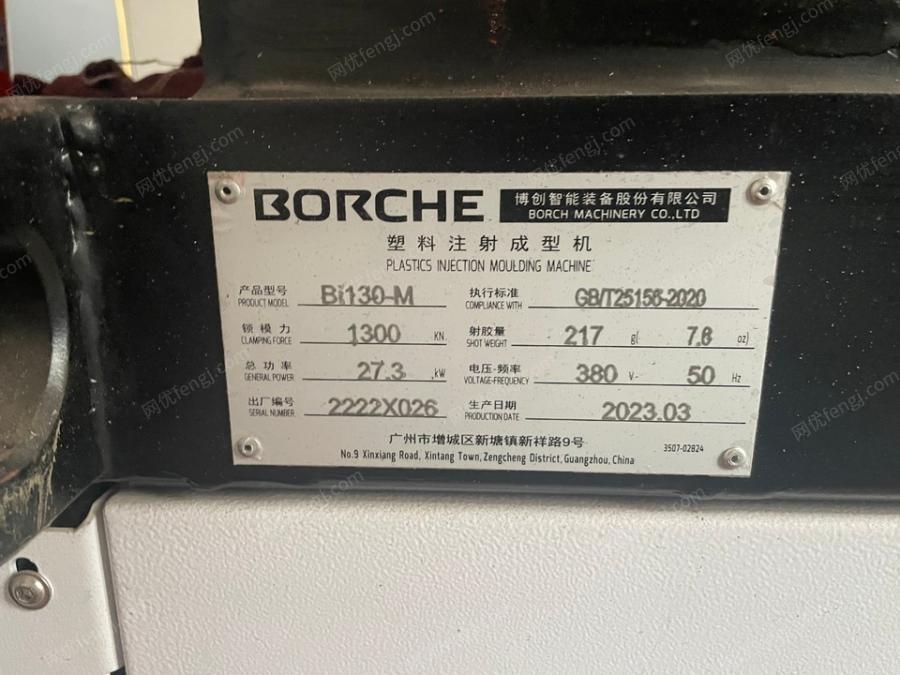 BORCHE 博创智能装备股份有限公司
BORCH MACHINERY CO.,LTD
塑料注射成型机
PLASTICS INJECTION MOULDING MACHINE
产品型号 Bi130-M 执行标准 GB/T25156-2020
PRODUCT MODEL COMPLIANCE WITH
锁模力 1300 KN 射胶量 217 g( 7.6 oz)
CLAMPING FORCE SHOT WEIGHT
总功率 27.3 kW 电压-频率 380 V- 50 Hz
GENERAL POWER VOLTAGE-FREQUENCY
出厂编号 2222X026 生产日期 2023.03
SERIAL NUMBER PRODUCTION DATE
广州市增城区新塘镇新祥路9号 3507-02824
No.9 Xinxiang Road, Xintang Town, Zengcheng District, Guangzhou, China
网优fengj.com